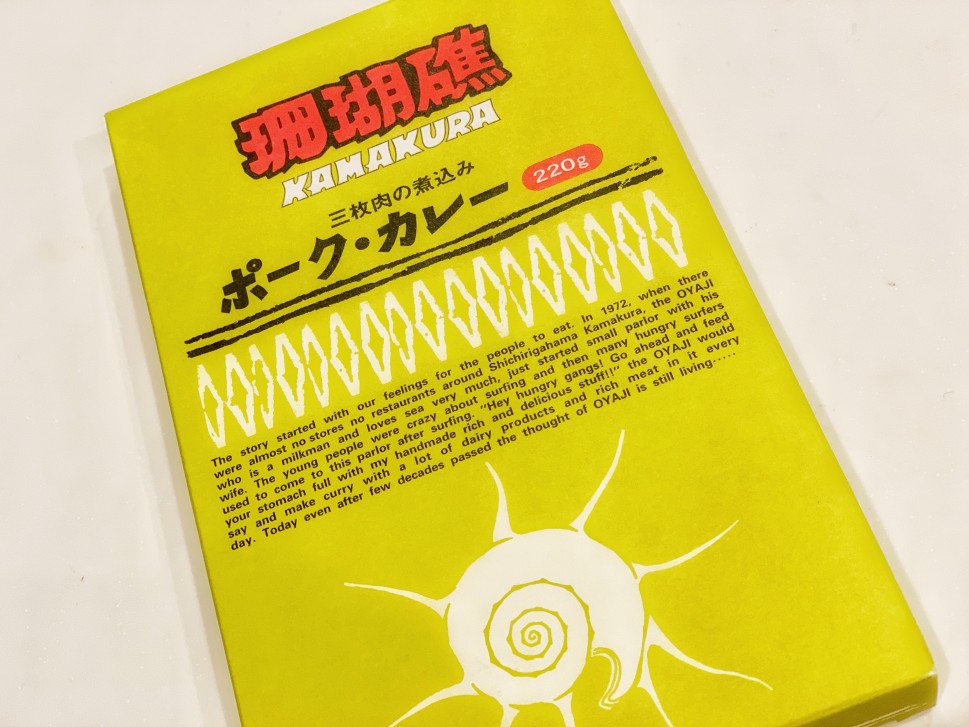 珊瑚礁
KAMAKURA
三枚肉の煮込み
ポーク・カレー 220g
The story started with our feelings for the people to eat. In 1972, when there
were almost no stores no restaurants around Shichirigahama Kamakura, the OYAJI
who is a milkman and loves sea very much, just started small parlor with his
wife. The young people were crazy about surfing and then many hungry surfers
used to come to this parlor after surfing. "Hey hungry gangs! Go ahead and feed
your stomach full with my handmade rich and delicious stuff!!" the OYAJI would
say and make curry with a lot of dairy products and rich meat in it every
day. Today even after few decades passed the thought of OYAJI is still living.....